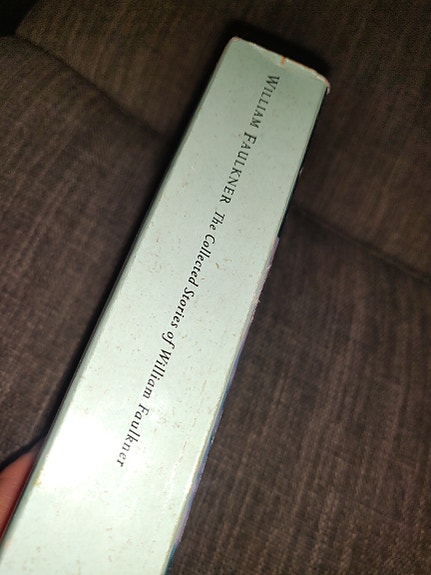 WILLIAM FAULKNER The Collected Stories of William Faulkner